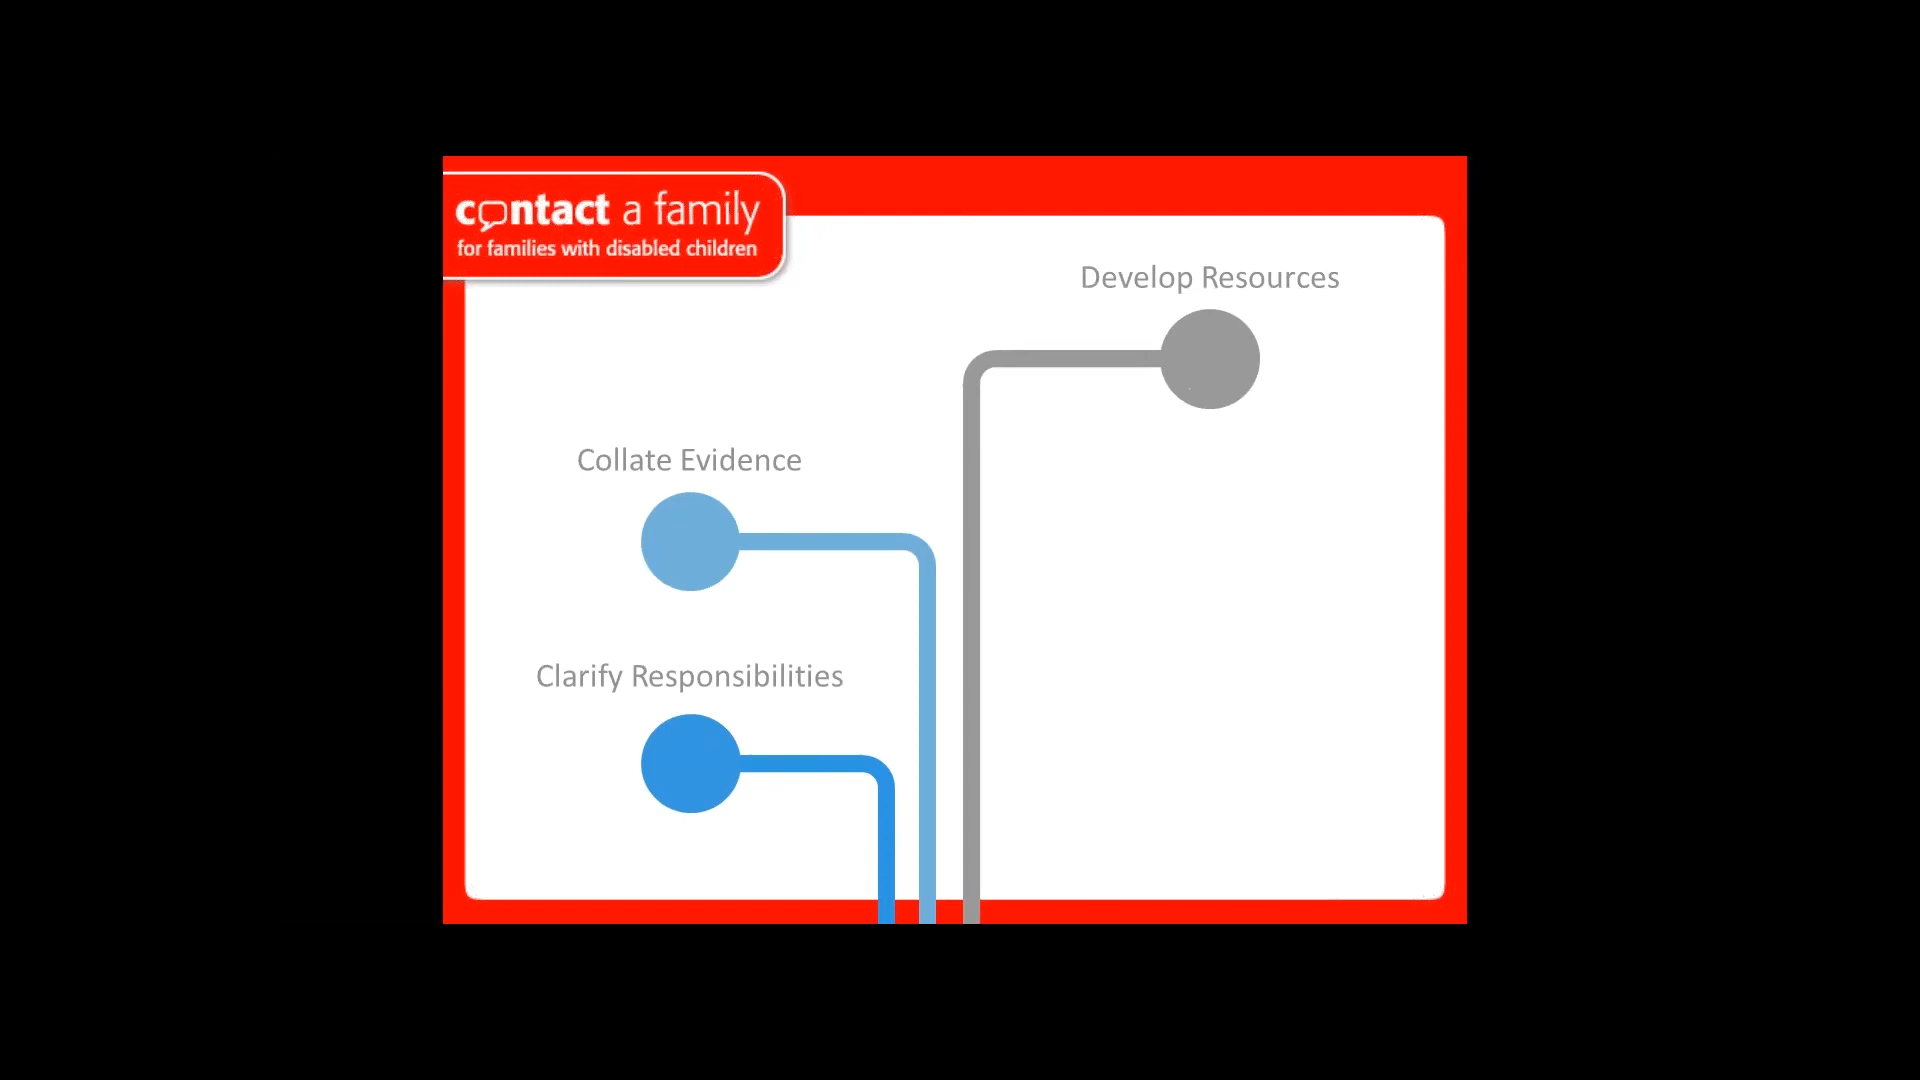 contact a family
for families with disabled children
Develop Resources
Collate Evidence
Clarify Responsibilities